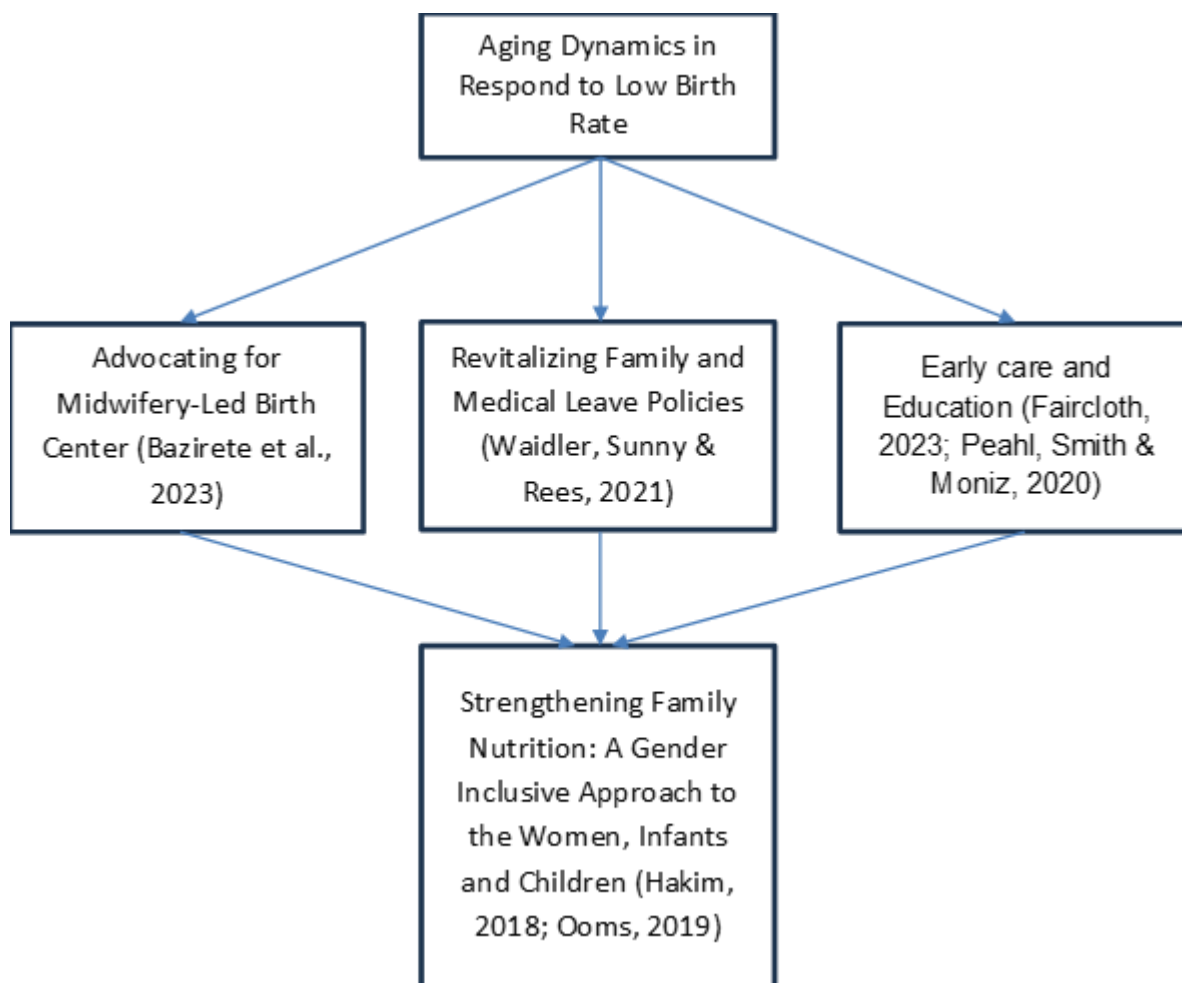 Aging Dynamics in
Respond to Low Birth
Rate
Advocating for
Midwifery-Led Birth
Center (Bazirete et al.,
2023)
Revitalizing Family and
Medical Leave Policies
(Waidler, Sunny &
Rees, 2021)
Early care and
Education (Faircloth,
2023; Peahl, Smith &
Moniz, 2020)
Strengthening Family
Nutrition: A Gender
Inclusive Approach to
the Women, Infants
and Children (Hakim,
2018; Ooms, 2019)